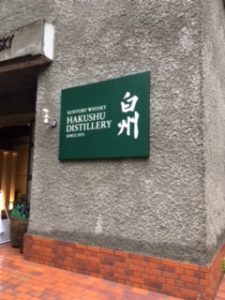 SUNTORY WHISKY
HAKUSHU
DISTILLERY
SINCE 1973
白州